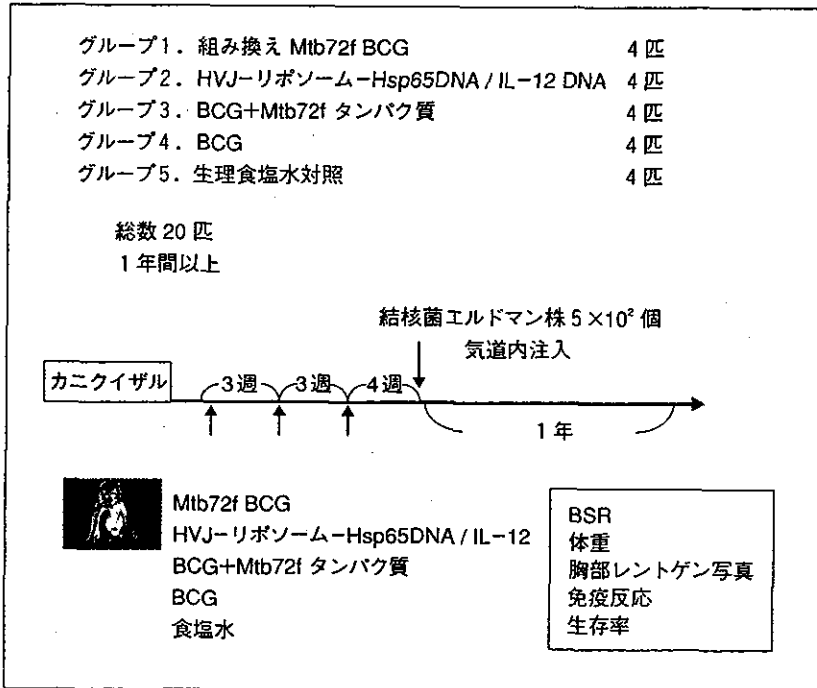 グループ1．組み換え Mtb72f BCG 4 匹
グループ2．HVJ−リポソーム−Hsp65DNA / IL−12 DNA 4 匹
グループ3．BCG+Mtb72f タンパク質 4 匹
グループ4．BCG 4 匹
グループ5．生理食塩水対照 4 匹
総数 20 匹
1 年間以上
結核菌エルドマン株 5 ×10² 個
気道内注入
カニクイザル
3週 3週 4週
1 年
Mtb72f BCG
HVJ−リポソーム−Hsp65DNA / IL−12
BCG+Mtb72f タンパク質
BCG
食塩水
BSR
体重
胸部レントゲン写真
免疫反応
生存率